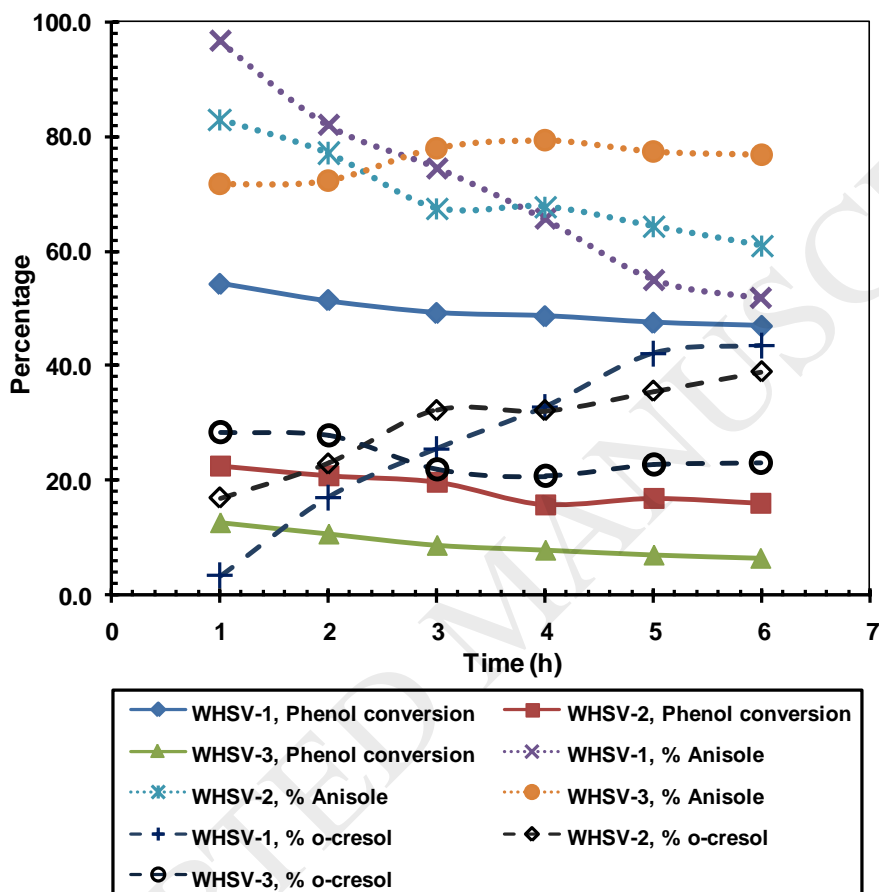 100.0
80.0
60.0
40.0
20.0
0.0
Percentage
0 1 2 3 4 5 6 7
Time (h)
WHSV-1, Phenol conversion
WHSV-2, Phenol conversion
WHSV-3, Phenol conversion
WHSV-1, % Anisole
WHSV-2, % Anisole
WHSV-3, % Anisole
WHSV-1, % o-cresol
WHSV-2, % o-cresol
WHSV-3, % o-cresol